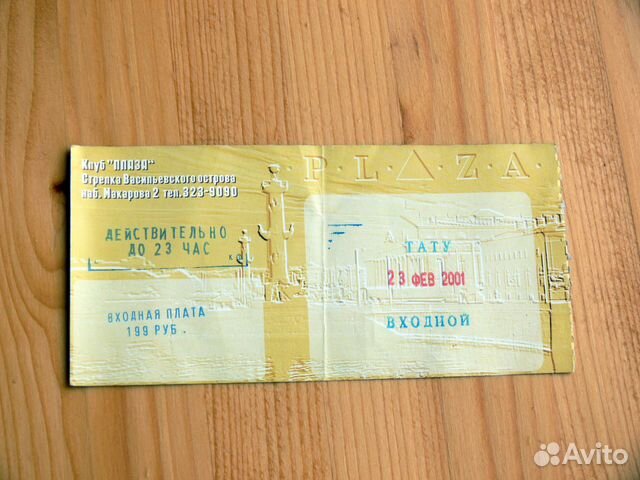 Клуб "ПЛАЗА"
Стрелка Васильевского острова
наб. Макарова 2 тел. 323-9090
ДЕЙСТВИТЕЛЬНО
ДО 23 ЧАС
ВХОДНАЯ ПЛАТА
199 РУБ.
P.L.A.Z.A.
ТАТУ
23 ФЕВ 2001
ВХОДНОЙ
Avito